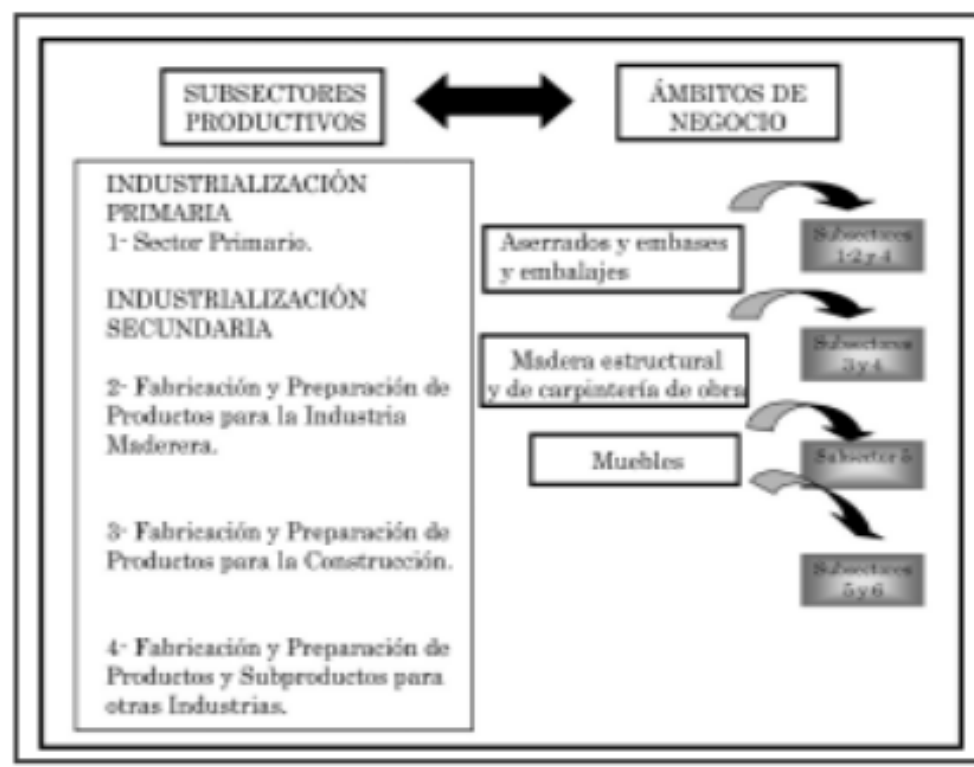 SUBSECTORES
PRODUCTIVOS
ÁMBITOS DE
NEGOCIO
INDUSTRIALIZACIÓN
PRIMARIA
1- Sector Primario.
INDUSTRIALIZACIÓN
SECUNDARIA
2- Fabricación y Preparación de
Productos para la Industria
Maderera.
3- Fabricación y Preparación de
Productos para la Construcción.
4- Fabricación y Preparación de
Productos y Subproductos para
otras Industrias.
Aserrados y embases
y embalajes
Subsectores
1-2 y 4
Madera estructural
y de carpintería de obra
Subsectores
3 y 4
Muebles
Subsector 5
Subsectores
5 y 6